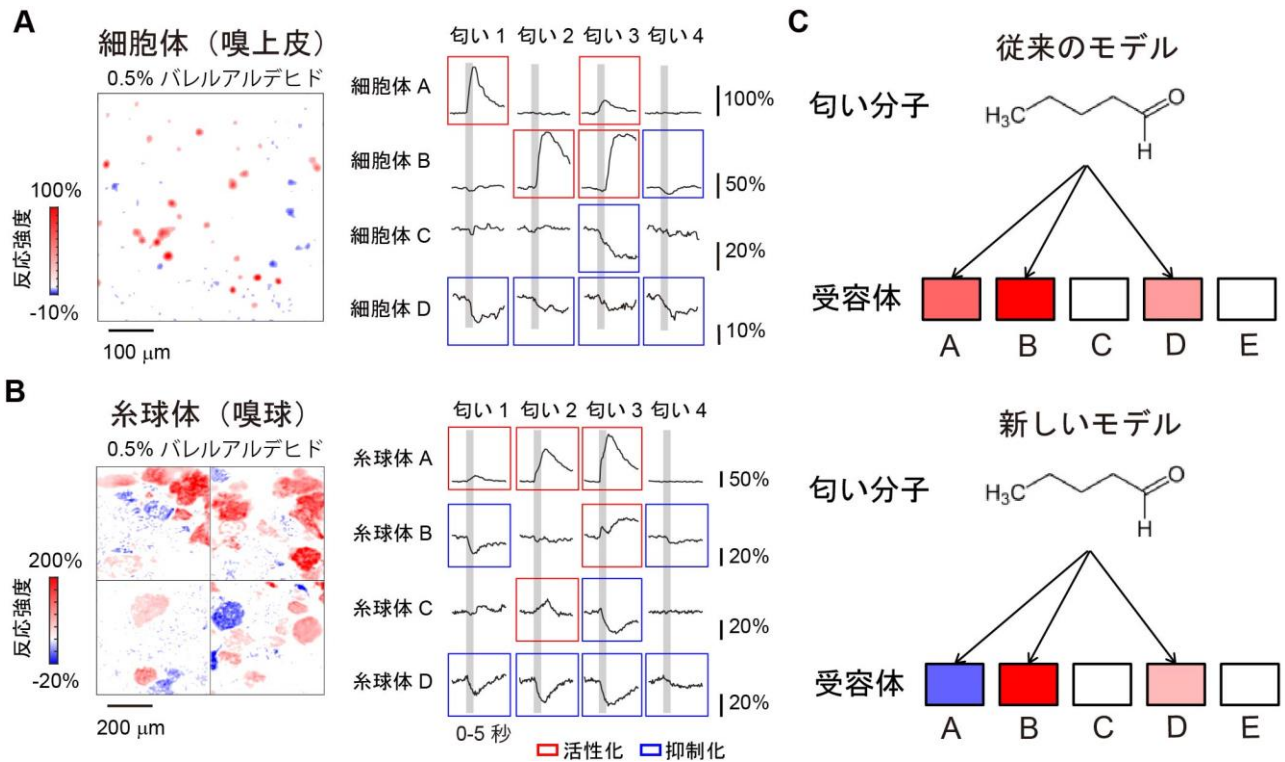 A
細胞体（嗅上皮）
0.5% バレルアルデヒド
100%
反応強度
-10%
100 μm
匂い 1 匂い 2 匂い 3 匂い 4
細胞体 A
100%
細胞体 B
50%
細胞体 C
20%
細胞体 D
10%
B
糸球体（嗅球）
0.5% バレルアルデヒド
200%
反応強度
-20%
200 μm
匂い 1 匂い 2 匂い 3 匂い 4
糸球体 A
50%
糸球体 B
20%
糸球体 C
20%
糸球体 D
20%
0-5 秒
活性化 抑制化
C
従来のモデル
匂い分子
H3C
O
H
受容体
A B C D E
新しいモデル
匂い分子
H3C
O
H
受容体
A B C D E